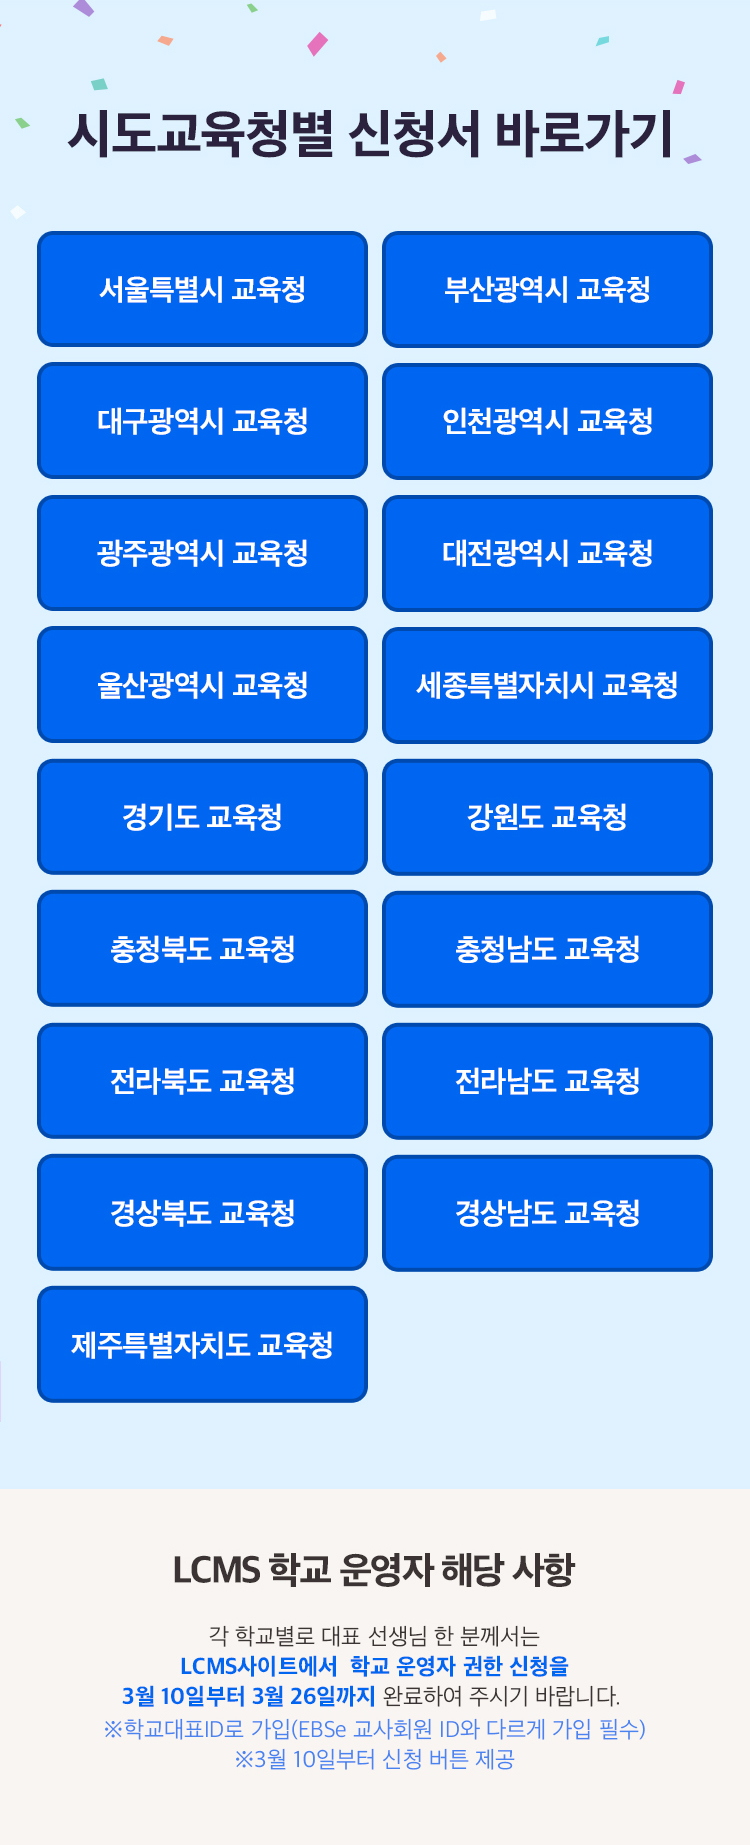 시도교육청별 신청서 바로가기
서울특별시 교육청
부산광역시 교육청
대구광역시 교육청
인천광역시 교육청
광주광역시 교육청
대전광역시 교육청
울산광역시 교육청
세종특별자치시 교육청
경기도 교육청
강원도 교육청
충청북도 교육청
충청남도 교육청
전라북도 교육청
전라남도 교육청
경상북도 교육청
경상남도 교육청
제주특별자치도 교육청
LCMS 학교 운영자 해당 사항
각 학교별로 대표 선생님 한 분께서는
LCMS사이트에서 학교 운영자 권한 신청을
3월 10일부터 3월 26일까지 완료하여 주시기 바랍니다.
※학교대표ID로 가입(EBSe 교사회원 ID와 다르게 가입 필수)
※3월 10일부터 신청 버튼 제공